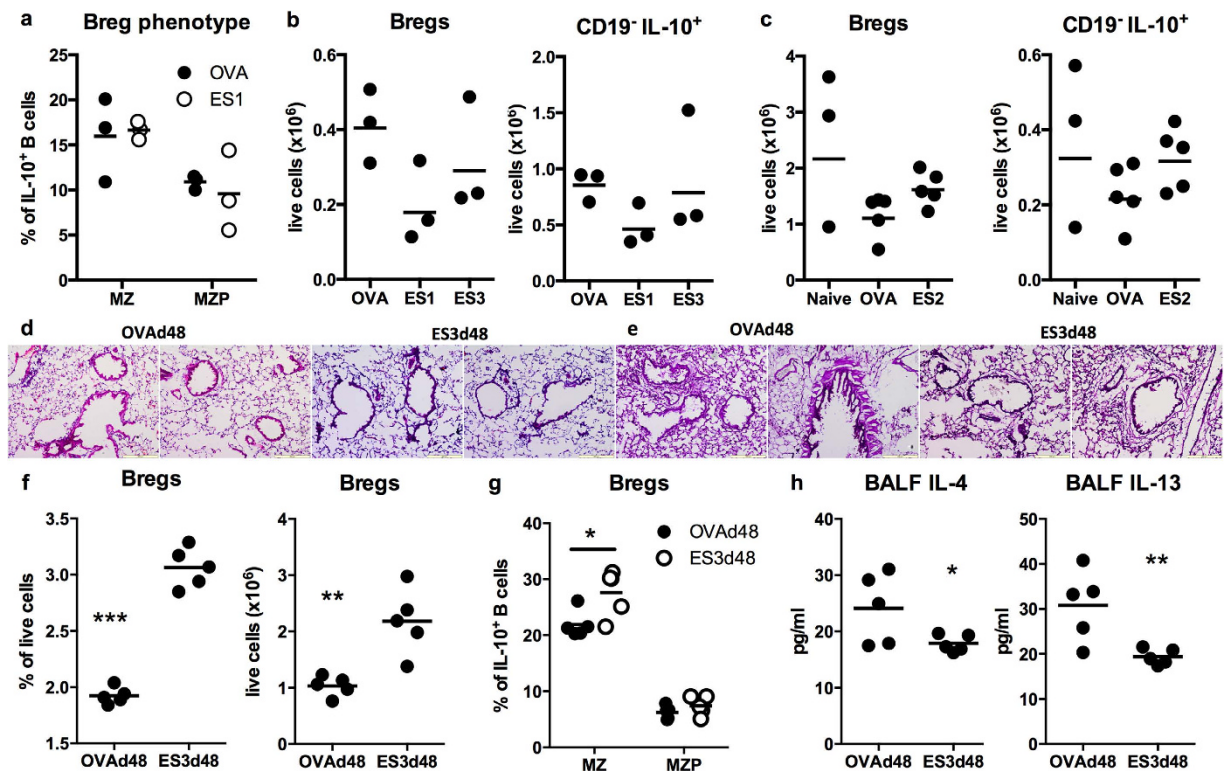 a Breg phenotype
% of IL-10⁺ B cells
25
20
15
10
5
0
OVA
ES1
MZ MZP
b Bregs
live cells (x10⁶)
0.6
0.4
0.2
0.0
OVA ES1 ES3
CD19⁻ IL-10⁺
live cells (x10⁶)
1.5
2.0
1.0
0.5
0.0
OVA ES1 ES3
c Bregs
live cells (x10⁶)
4
3
2
1
0
Naive OVA ES2
CD19⁻ IL-10⁺
live cells (x10⁶)
0.6
0.4
0.2
0.0
Naive OVA ES2
d OVAd48 ES3d48
e OVAd48 ES3d48
f Bregs
% of live cells
3.5
3.0
2.5
2.0
1.5
***
OVAd48 ES3d48
Bregs
live cells (x10⁶)
4
3
2
1
0
**
OVAd48 ES3d48
g Bregs
% of IL-10⁺ B cells
40
30
20
10
0
*
OVAd48
ES3d48
MZ MZP
h BALF IL-4
pg/ml
40
30
20
10
0
*
OVAd48 ES3d48
BALF IL-13
pg/ml
50
40
30
20
10
0
**
OVAd48 ES3d48